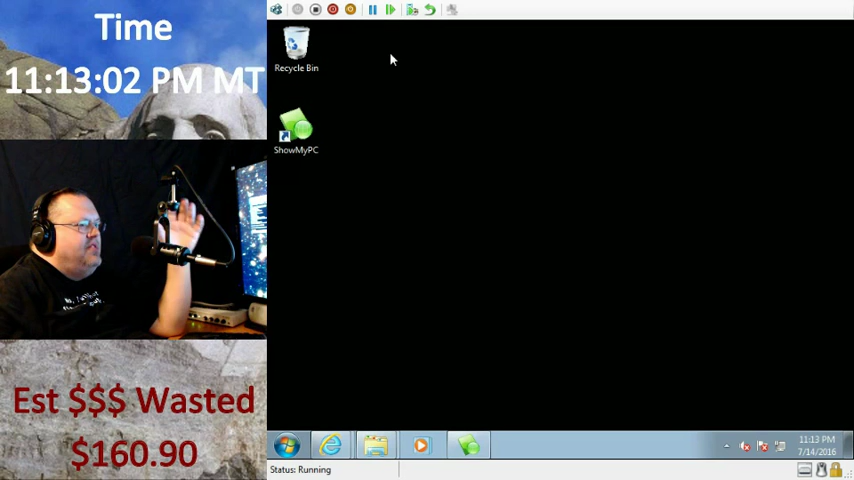 Time
11:13:02 PM MT
Est $$$ Wasted
$160.90
Recycle Bin
ShowMyPC
11:13 PM
7/14/2016
Status: Running